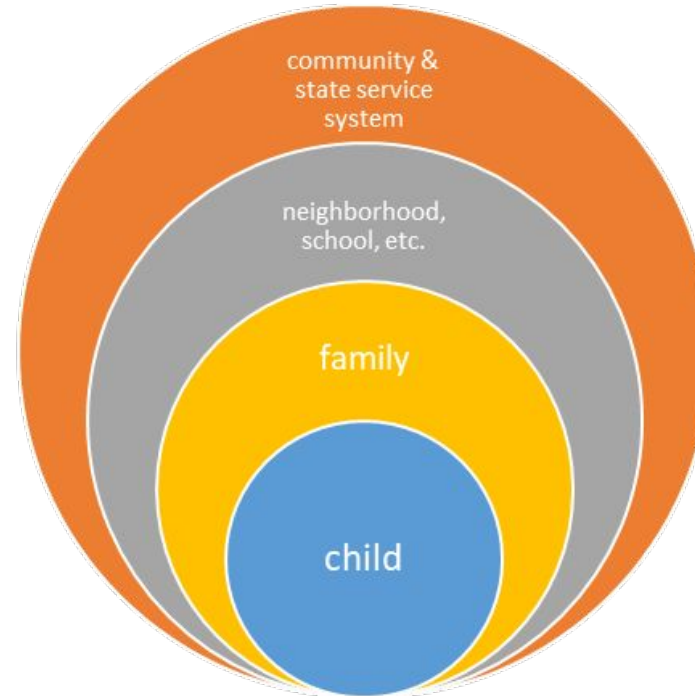 community &
state service
system
neighborhood,
school, etc.
family
child